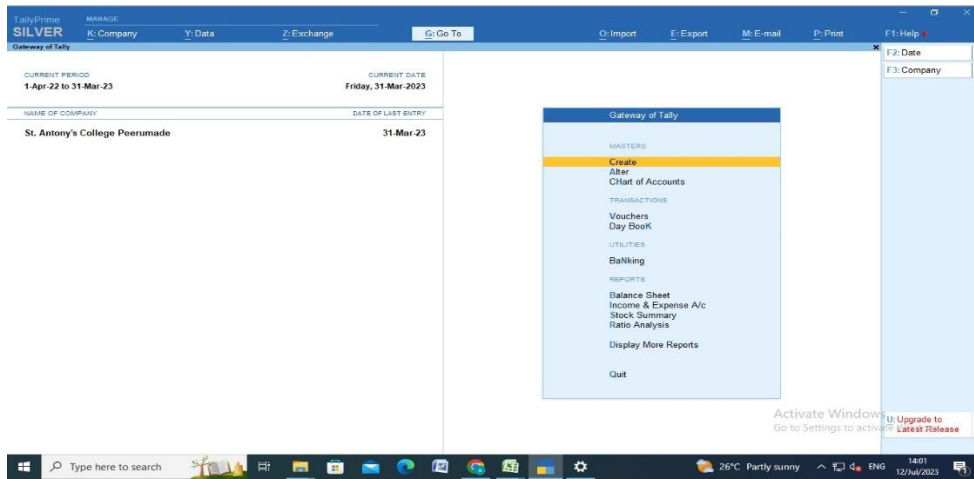 TallyPrime
SILVER
MANAGE
K: Company
Y: Data
Z: Exchange
G: Go To
O: Import
E: Export
M: E-mail
P: Print
F1: Help
Gateway of Tally
F2: Date
F3: Company
CURRENT PERIOD
1-Apr-22 to 31-Mar-23
CURRENT DATE
Friday, 31-Mar-2023
NAME OF COMPANY
DATE OF LAST ENTRY
St. Antony's College Peerumade
31-Mar-23
Gateway of Tally
MASTERS
Create
Alter
CHart of Accounts
TRANSACTIONS
Vouchers
Day BooK
UTILITIES
BaNking
REPORTS
Balance Sheet
Income & Expense A/c
Stock Summary
Ratio Analysis
Display More Reports
Quit
Activate Windows
Go to Settings to activate
U: Upgrade to
Latest Release
Type here to search
26°C Partly sunny
ENG
14:01
12/Jul/2023